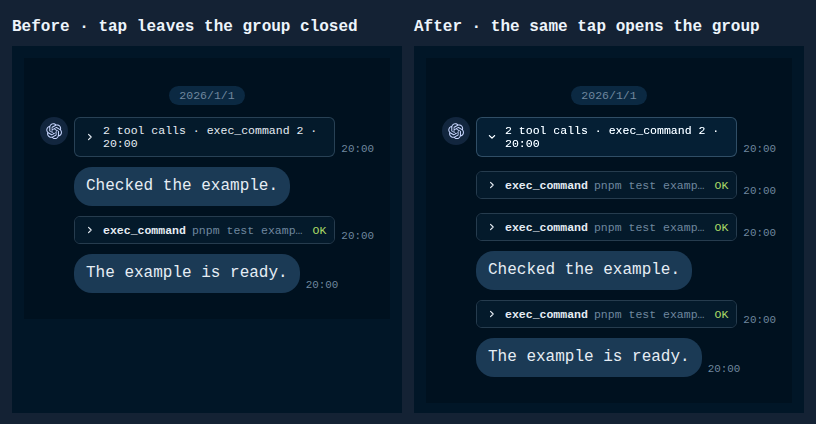 Before · tap leaves the group closed
2026/1/1
2 tool calls · exec_command 2 ·
20:00
20:00
Checked the example.
exec_command pnpm test examp… OK
20:00
The example is ready.
20:00
After · the same tap opens the group
2026/1/1
2 tool calls · exec_command 2 ·
20:00
20:00
exec_command pnpm test examp… OK
20:00
exec_command pnpm test examp… OK
20:00
Checked the example.
exec_command pnpm test examp… OK
20:00
The example is ready.
20:00